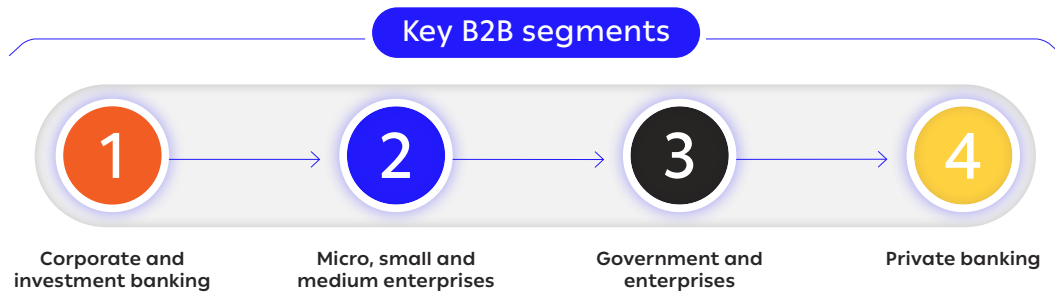 Key B2B segments
1
2
3
4
Corporate and
investment banking
Micro, small and
medium enterprises
Government and
enterprises
Private banking